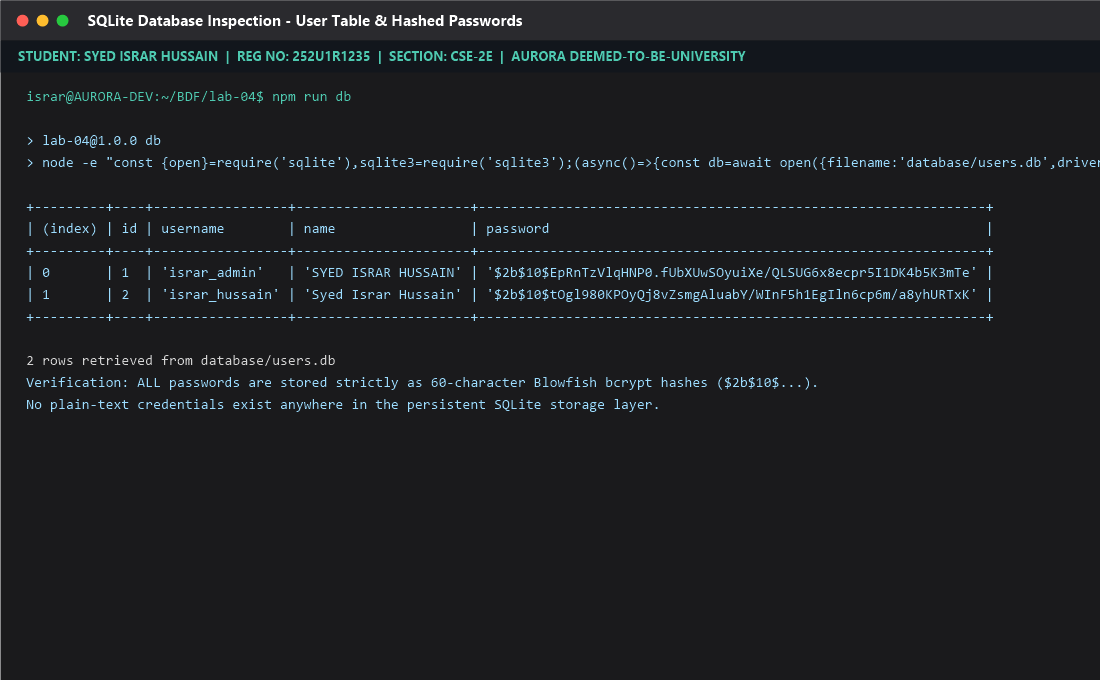 SQLite Database Inspection - User Table & Hashed Passwords
STUDENT: SYED ISRAR HUSSAIN | REG NO: 252U1R1235 | SECTION: CSE-2E | AURORA DEEMED-TO-BE-UNIVERSITY
israr@AURORA-DEV:~/BDF/lab-04$ npm run db
> lab-04@1.0.0 db
> node -e "const {open}=require('sqlite'),sqlite3=require('sqlite3');(async()=>{const db=await open({filename:'database/users.db',driver
+---------+----+-----------------+----------------------+----------------------------------------------------------------+
| (index) | id | username        | name                 | password                                                       |
+---------+----+-----------------+----------------------+----------------------------------------------------------------+
| 0       | 1  | 'israr_admin'   | 'SYED ISRAR HUSSAIN' | '$2b$10$EpRnTzVlqHNP0.fUbXUwSOyuiXe/QLSUG6x8ecpr5I1DK4b5K3mTe' |
| 1       | 2  | 'israr_hussain' | 'Syed Israr Hussain' | '$2b$10$tOgl980KPOyQj8vZsmgAluabY/WInF5h1EgIln6cp6m/a8yhURTxK' |
+---------+----+-----------------+----------------------+----------------------------------------------------------------+
2 rows retrieved from database/users.db
Verification: ALL passwords are stored strictly as 60-character Blowfish bcrypt hashes ($2b$10$...).
No plain-text credentials exist anywhere in the persistent SQLite storage layer.